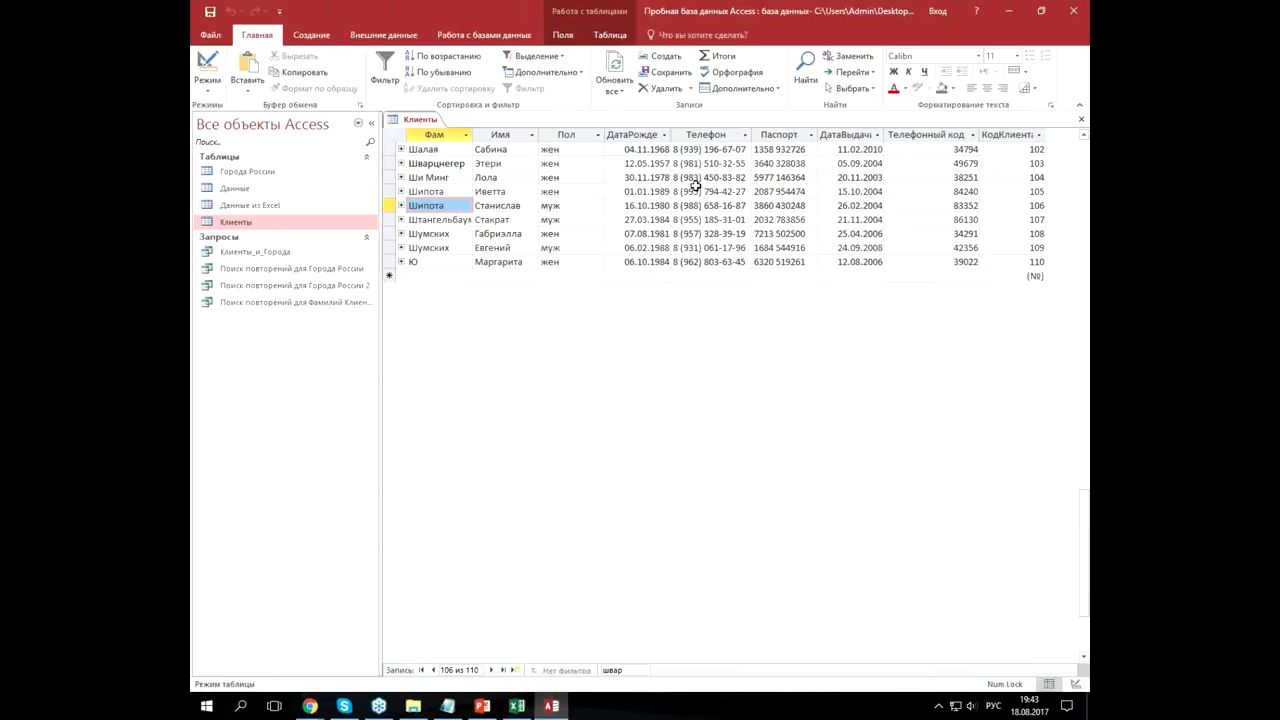 Работа с таблицами Пробная база данных Access : база данных- C:\Users\Admin\Desktop... Вход ?
Файл Главная Создание Внешние данные Работа с базами данных Поля Таблица Что вы хотите сделать?
Режим Вставить Вырезать Копировать Формат по образцу
Фильтр По возрастанию По убыванию Удалить сортировку Выделение Дополнительно Фильтр
Обновить все Создать Сохранить Удалить Итоги Орфография Дополнительно
Найти Заменить Перейти Выбрать Calibri 11 Ж К Ч А
Режимы Буфер обмена Сортировка и фильтр Записи Найти Форматирование текста
Все объекты Access
Поиск...
Таблицы
Города России
Данные
Данные из Excel
Клиенты
Запросы
Клиенты_и_Города
Поиск повторений для Города России
Поиск повторений для Города России 2
Поиск повторений для Фамилий Клиен...
Клиенты
Фам Имя Пол ДатаРожде Телефон Паспорт ДатаВыдачи Телефонный код КодКлиента
Шалая Сабина жен 04.11.1968 8 (939) 196-67-07 1358 932726 11.02.2010 34794 102
Шварцнегер Этери жен 12.05.1957 8 (981) 510-32-55 3640 328038 05.09.2004 49679 103
Ши Минг Лола жен 30.11.1978 8 (983) 450-83-82 5977 146364 20.11.2003 38251 104
Шипота Иветта жен 01.01.1989 8 (993) 794-42-27 2087 954474 15.10.2004 84240 105
Шипота Станислав муж 16.10.1980 8 (988) 658-16-87 3860 430248 26.02.2004 83352 106
Штангельбаум Стакрат муж 27.03.1984 8 (955) 185-31-01 2032 783856 21.11.2004 86130 107
Шумских Габриэлла жен 07.08.1981 8 (957) 328-39-19 7213 502500 25.04.2006 34291 108
Шумских Евгений муж 06.02.1988 8 (931) 061-17-96 1684 544916 24.09.2008 42356 109
Ю Маргарита жен 06.10.1984 8 (962) 803-63-45 6320 519261 12.08.2006 39022 110
(№)
Запись: 106 из 110 Нет фильтра швар
Режим таблицы Num Lock
РУС 19:43
18.08.2017